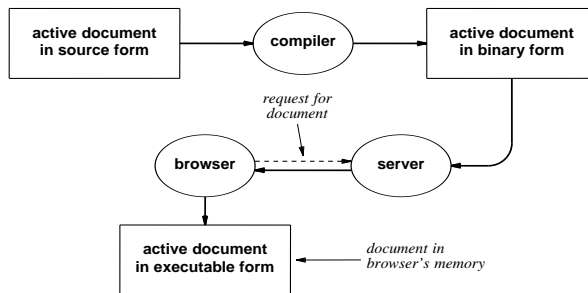 active document
in source form
compiler
active document
in binary form
request for
document
browser
server
active document
in executable form
document in
browser's memory